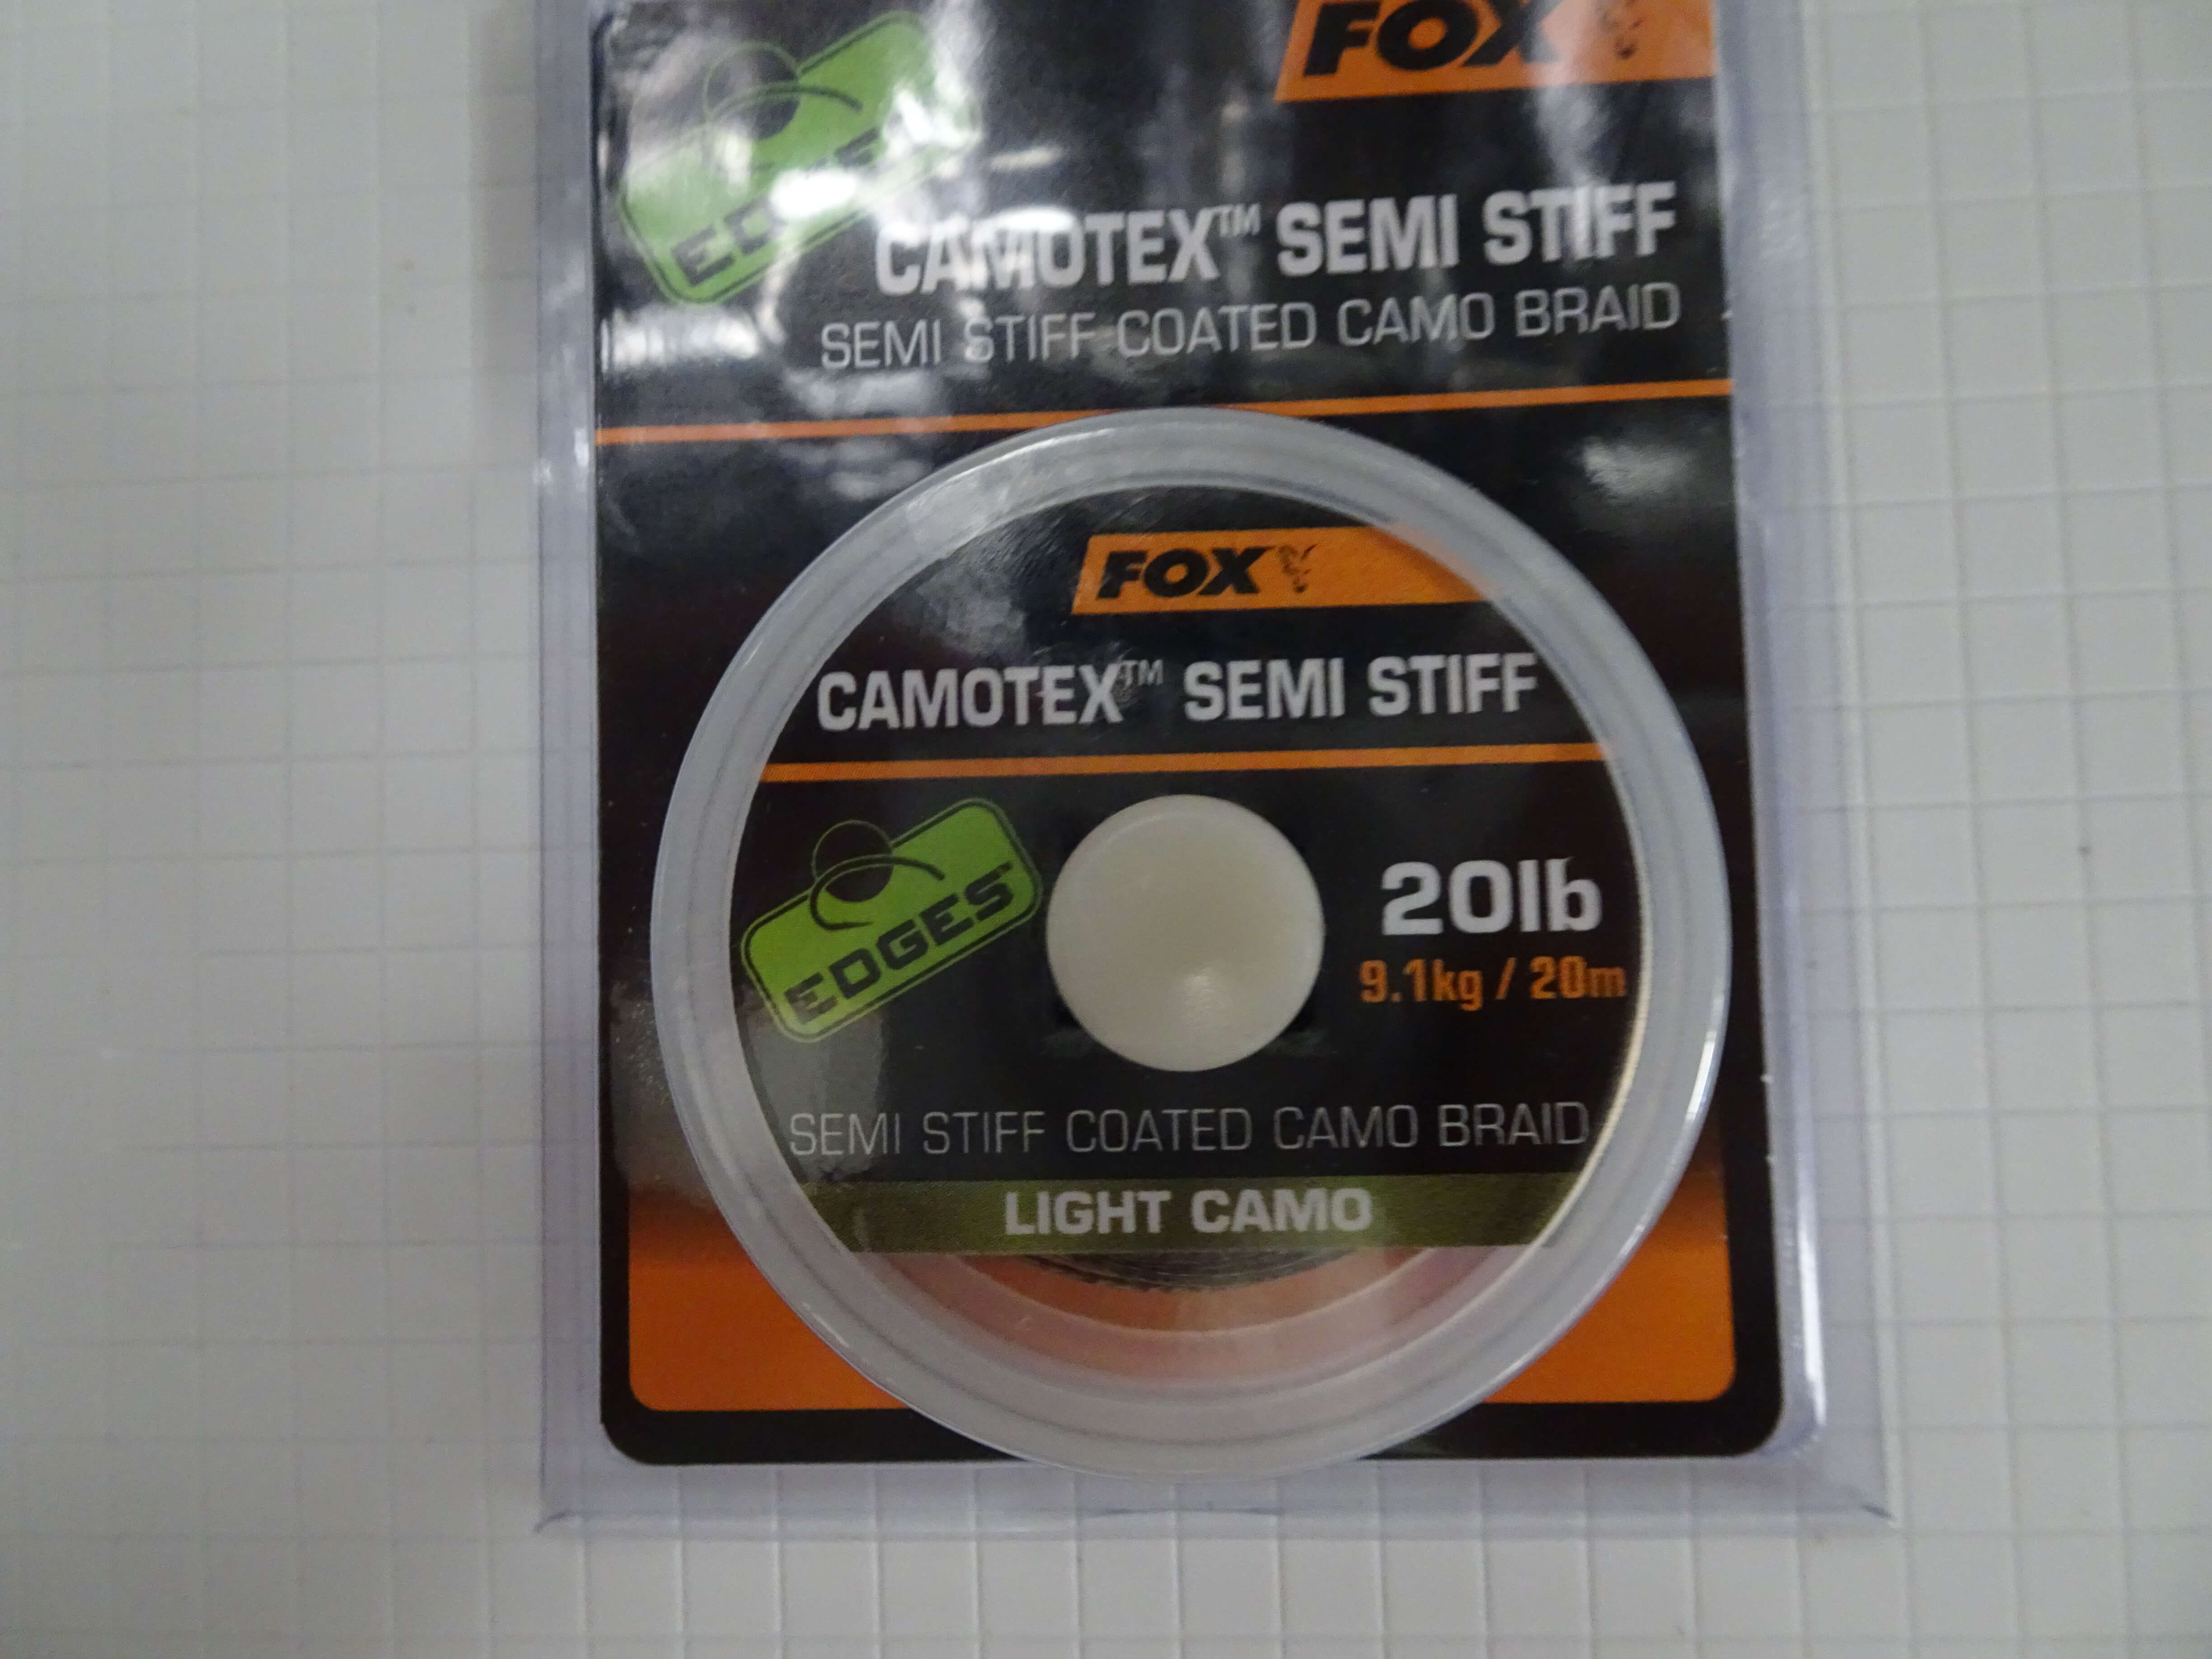 FOX
EDGES
CAMOTEX™ SEMI STIFF
SEMI STIFF COATED CAMO BRAID
FOX
CAMOTEX™ SEMI STIFF
EDGES™
20lb
9.1kg / 20m
SEMI STIFF COATED CAMO BRAID
LIGHT CAMO